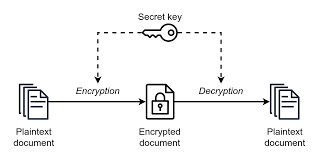 Secret key
Encryption
Decryption
Plaintext
document
Encrypted
document
Plaintext
document